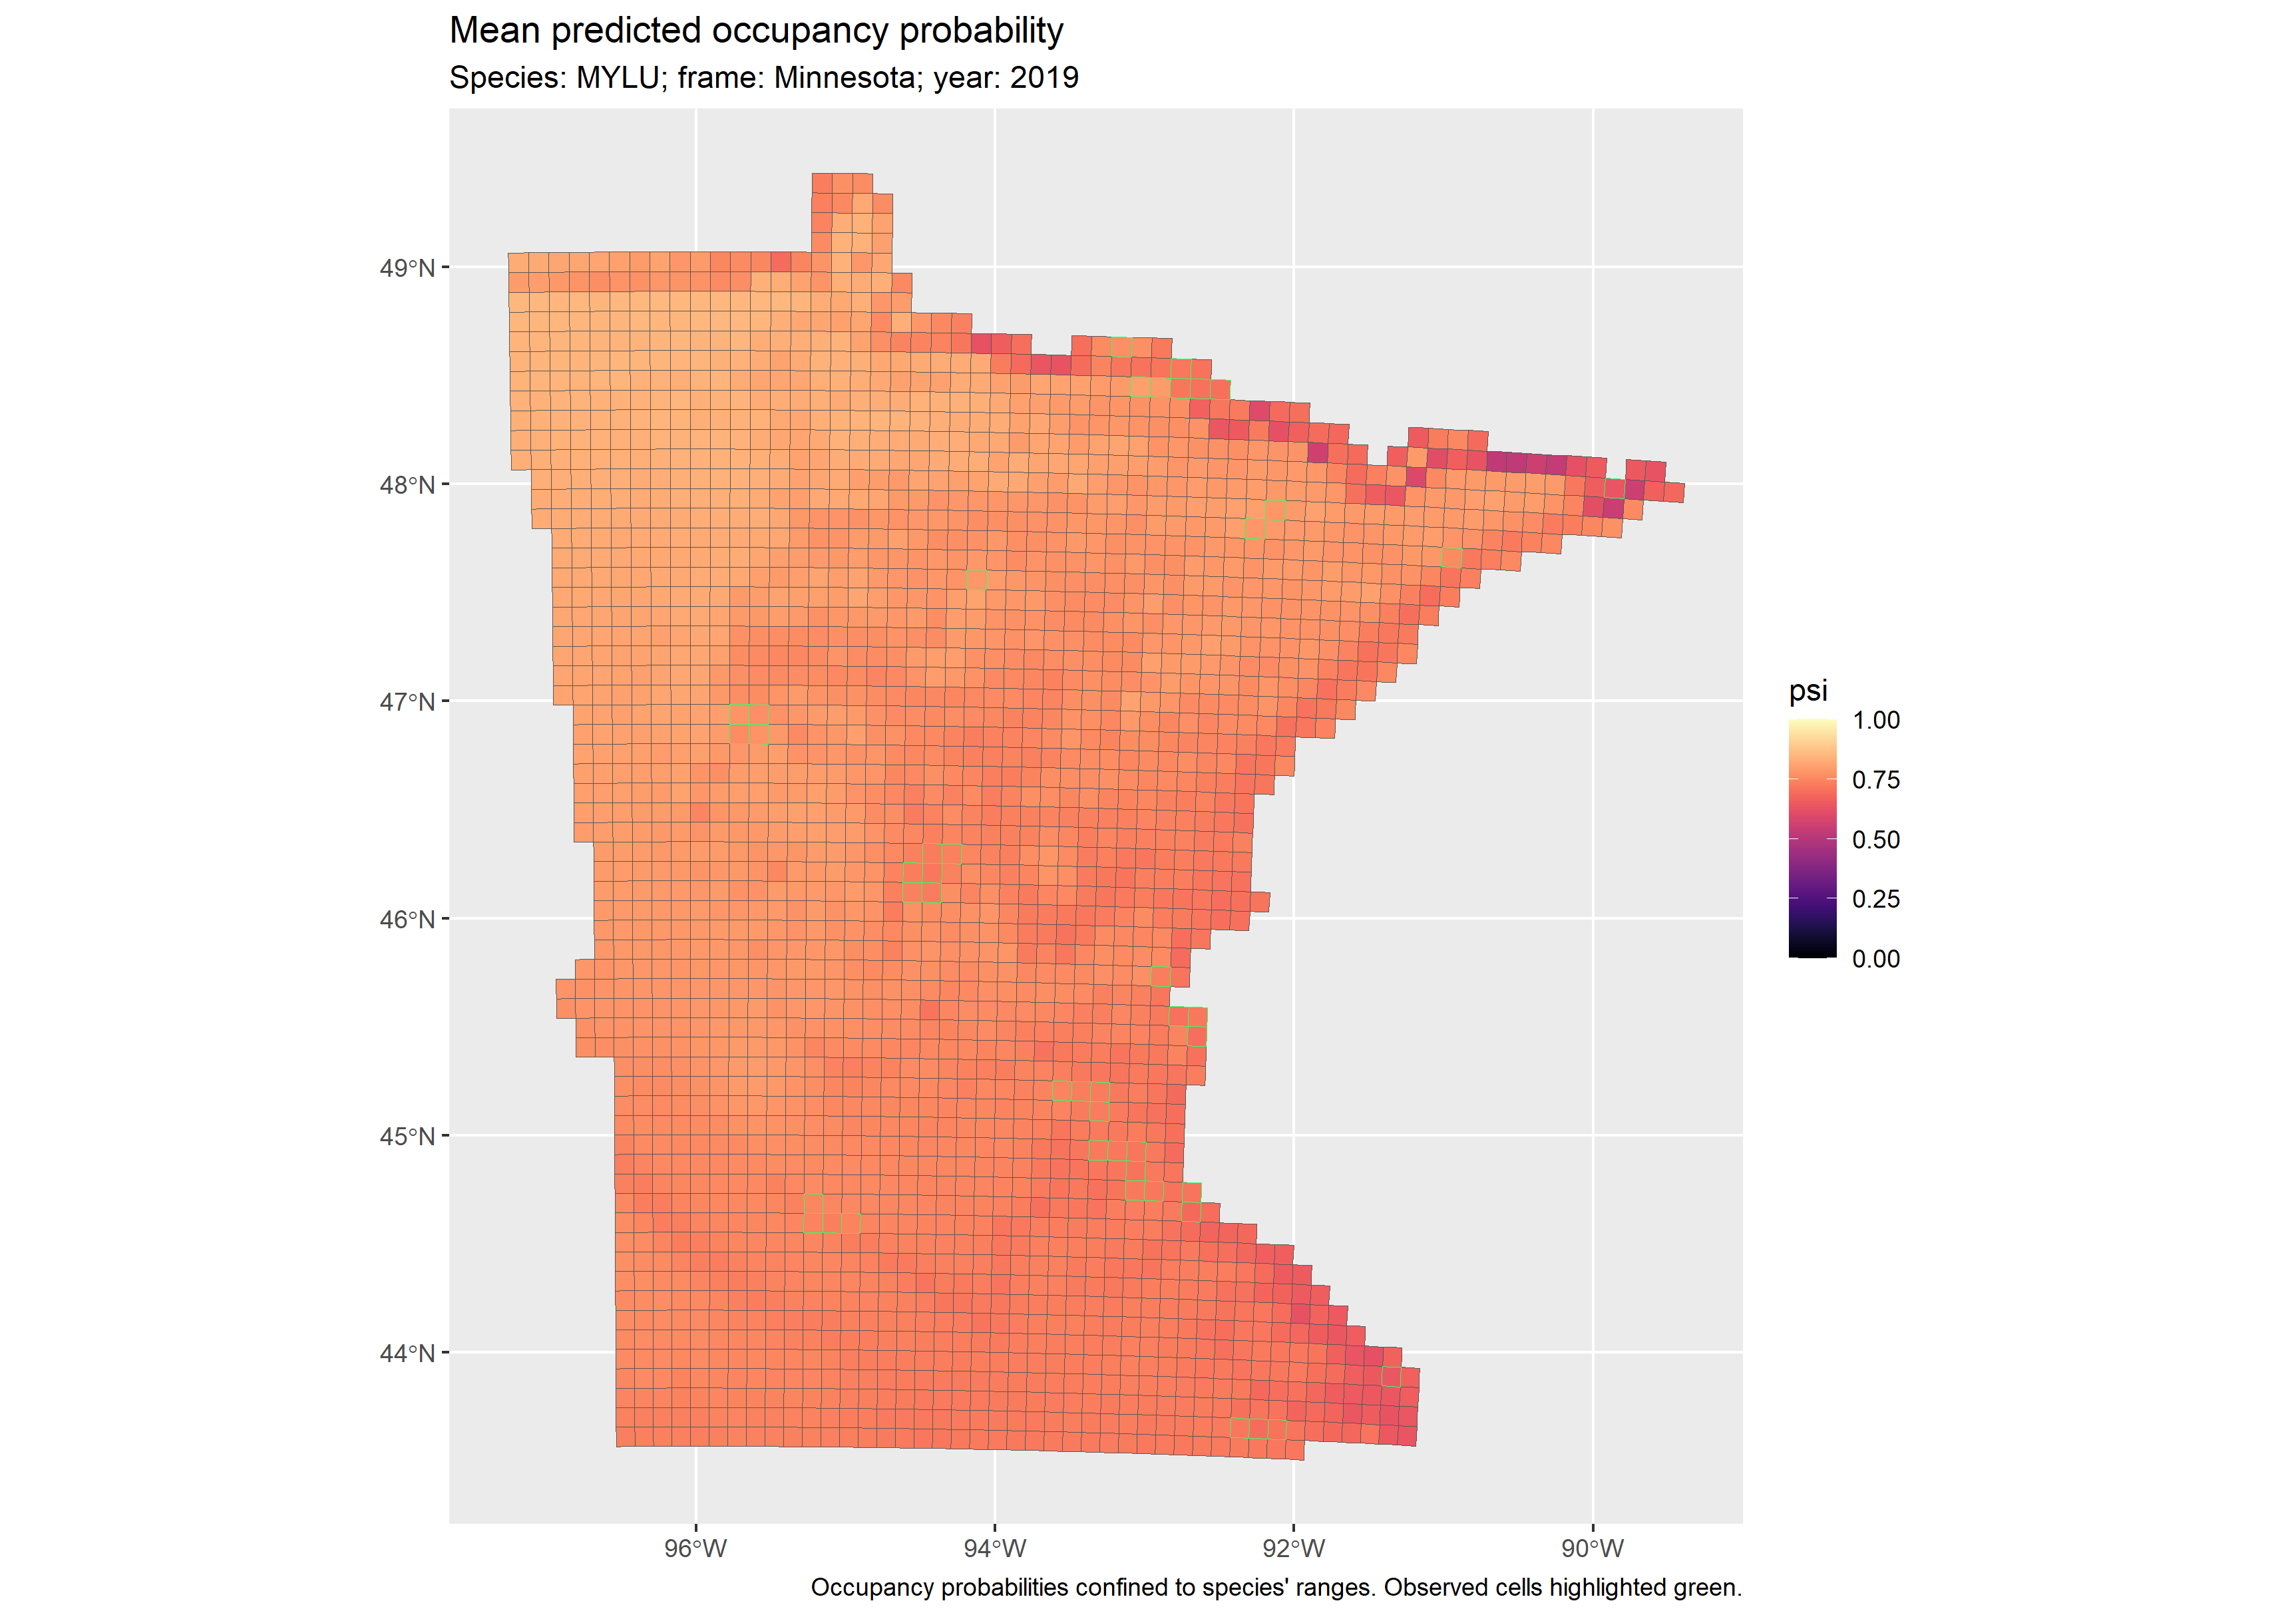 Mean predicted occupancy probability
Species: MYLU; frame: Minnesota; year: 2019
49°N
48°N
47°N
46°N
45°N
44°N
96°W
94°W
92°W
90°W
psi
1.00
0.75
0.50
0.25
0.00
Occupancy probabilities confined to species' ranges. Observed cells highlighted green.